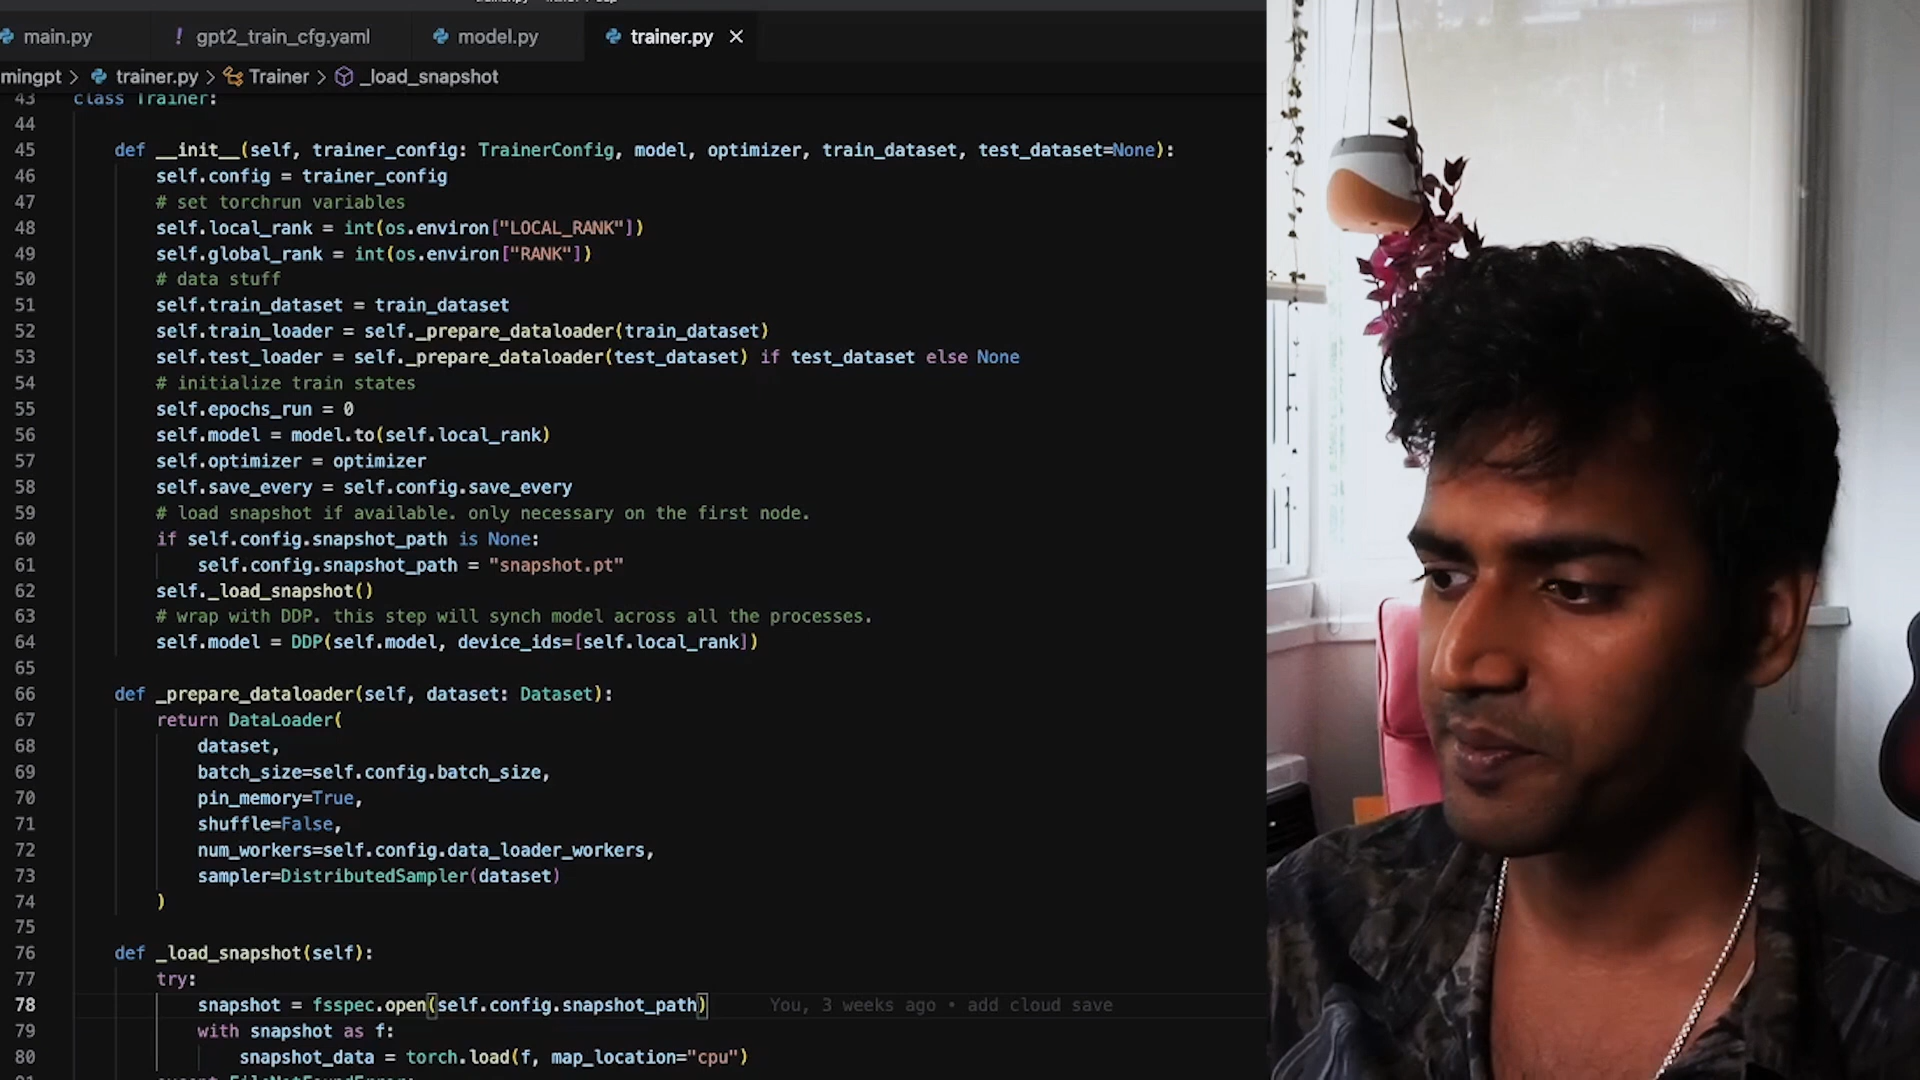 main.py ! gpt2_train_cfg.yaml model.py trainer.py ×
mingpt > trainer.py > Trainer > _load_snapshot
43 class Trainer:
44
45 def __init__(self, trainer_config: TrainerConfig, model, optimizer, train_dataset, test_dataset=None):
46 self.config = trainer_config
47 # set torchrun variables
48 self.local_rank = int(os.environ["LOCAL_RANK"])
49 self.global_rank = int(os.environ["RANK"])
50 # data stuff
51 self.train_dataset = train_dataset
52 self.train_loader = self._prepare_dataloader(train_dataset)
53 self.test_loader = self._prepare_dataloader(test_dataset) if test_dataset else None
54 # initialize train states
55 self.epochs_run = 0
56 self.model = model.to(self.local_rank)
57 self.optimizer = optimizer
58 self.save_every = self.config.save_every
59 # load snapshot if available. only necessary on the first node.
60 if self.config.snapshot_path is None:
61 self.config.snapshot_path = "snapshot.pt"
62 self._load_snapshot()
63 # wrap with DDP. this step will synch model across all the processes.
64 self.model = DDP(self.model, device_ids=[self.local_rank])
65
66 def _prepare_dataloader(self, dataset: Dataset):
67 return DataLoader(
68 dataset,
69 batch_size=self.config.batch_size,
70 pin_memory=True,
71 shuffle=False,
72 num_workers=self.config.data_loader_workers,
73 sampler=DistributedSampler(dataset)
74 )
75
76 def _load_snapshot(self):
77 try:
78 snapshot = fsspec.open(self.config.snapshot_path) You, 3 weeks ago • add cloud save
79 with snapshot as f:
80 snapshot_data = torch.load(f, map_location="cpu")